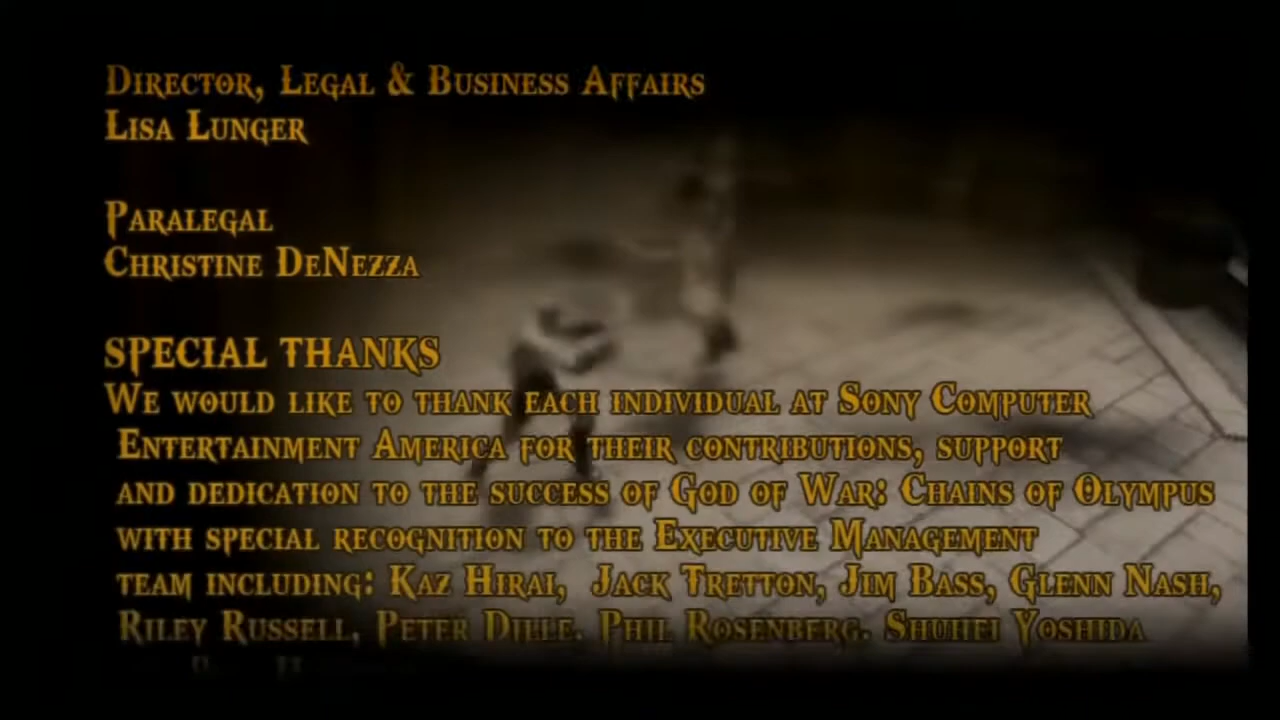 Director, Legal & Business Affairs
Lisa Lunger
Paralegal
Christine DeNezza
SPECIAL THANKS
We would like to thank each individual at Sony Computer
Entertainment America for their contributions, support
and dedication to the success of God of War: Chains of Olympus
with special recognition to the Executive Management
team including: Kaz Hirai, Jack Tretton, Jim Bass, Glenn Nash,
Riley Russell, Peter Dille, Phil Rosenberg, Shuhei Yoshida